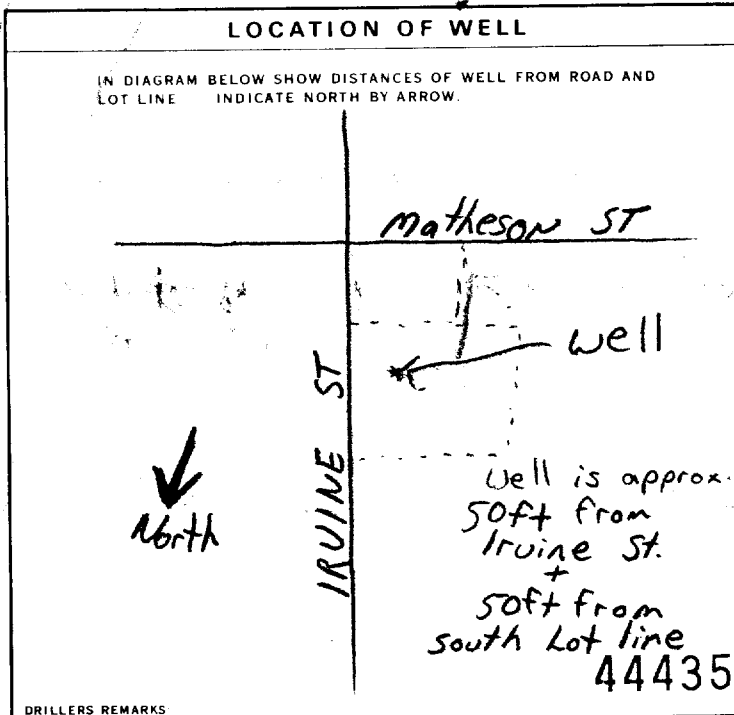 LOCATION OF WELL
IN DIAGRAM BELOW SHOW DISTANCES OF WELL FROM ROAD AND
LOT LINE INDICATE NORTH BY ARROW.
Matheson ST
well
IRVINE ST
North
Well is approx.
50ft from
Irvine St.
+
50ft from
south Lot line
44435
DRILLERS REMARKS